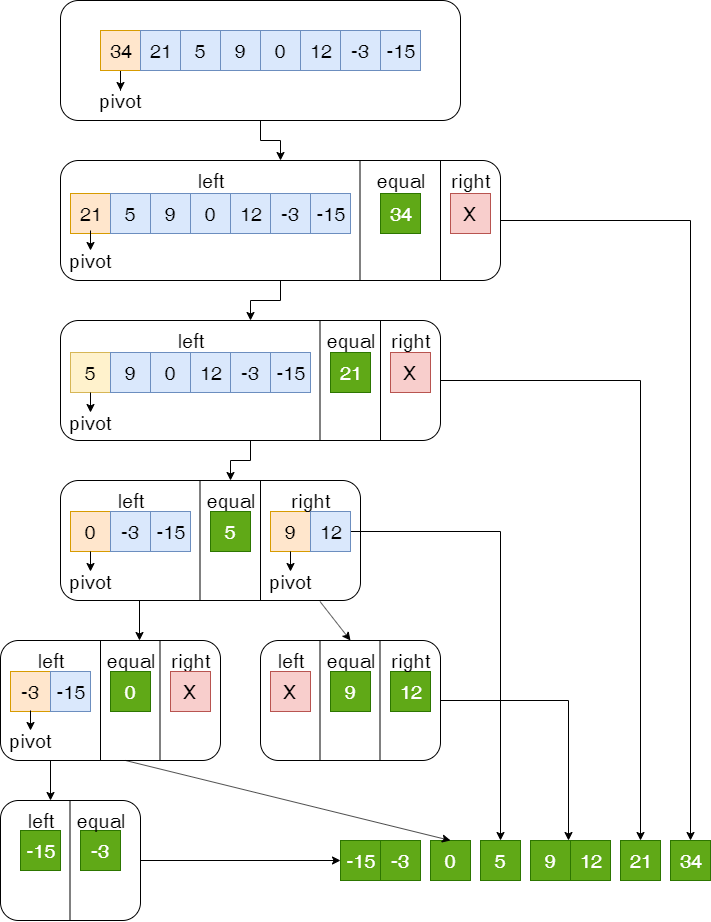 34 21 5 9 0 12 -3 -15
pivot
left equal right
21 5 9 0 12 -3 -15 34 X
pivot
left equal right
5 9 0 12 -3 -15 21 X
pivot
left equal right
0 -3 -15 5 9 12
pivot pivot
left equal right left equal right
-3 -15 0 X X 9 12
pivot
left equal
-15 -3
-15 -3 0 5 9 12 21 34